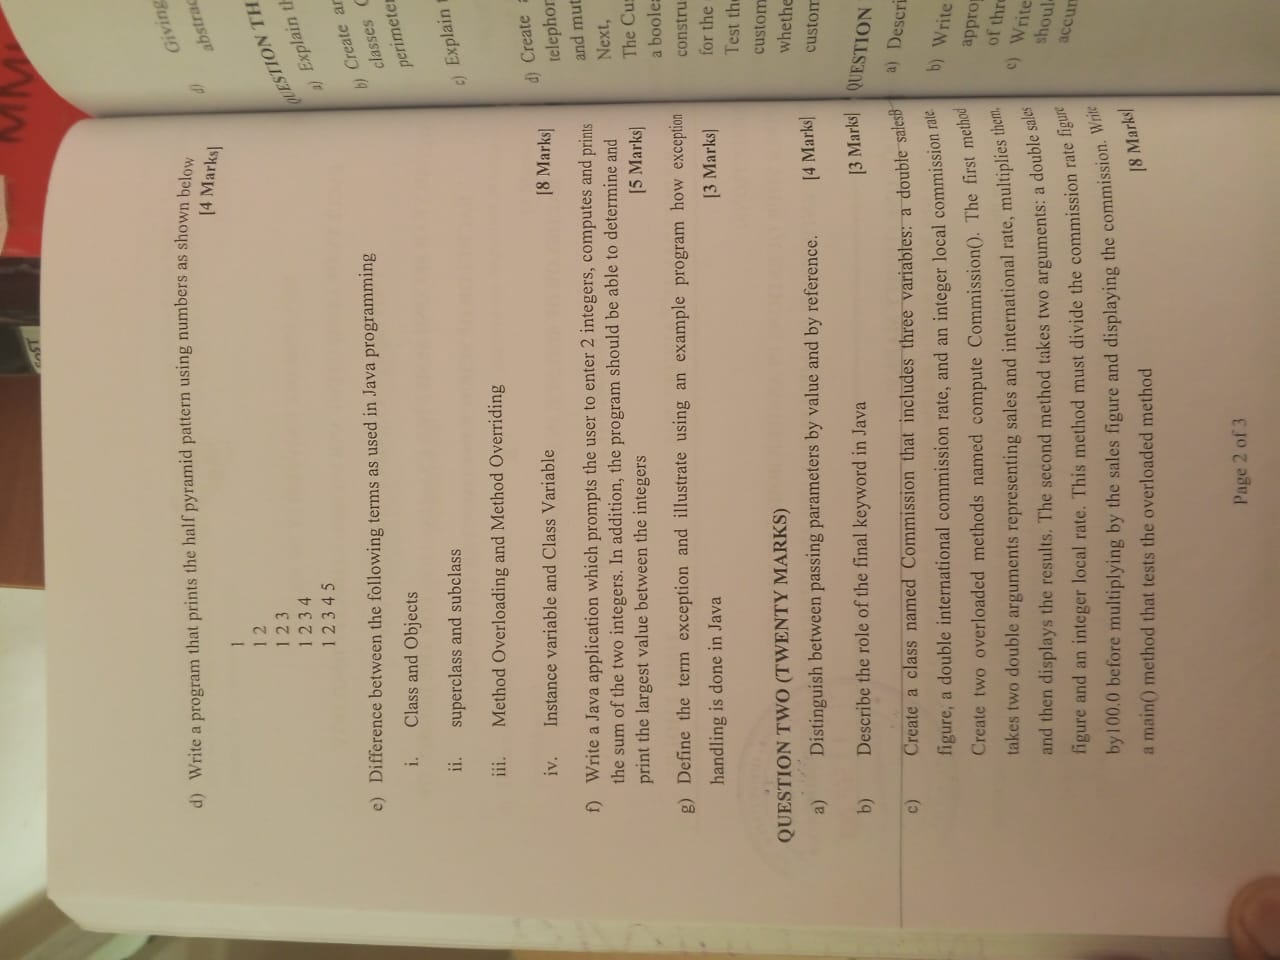 COST
MM
d) Write a program that prints the half pyramid pattern using numbers as shown below
[4 Marks]
1
1 2
1 2 3
1 2 3 4
1 2 3 4 5
e) Difference between the following terms as used in Java programming
i. Class and Objects
ii. superclass and subclass
iii. Method Overloading and Method Overriding
iv. Instance variable and Class Variable [8 Marks]
f) Write a Java application which prompts the user to enter 2 integers, computes and prints
the sum of the two integers. In addition, the program should be able to determine and
print the largest value between the integers [5 Marks]
g) Define the term exception and illustrate using an example program how exception
handling is done in Java [3 Marks]
QUESTION TWO (TWENTY MARKS)
a) Distinguish between passing parameters by value and by reference. [4 Marks]
b) Describe the role of the final keyword in Java [3 Marks]
c) Create a class named Commission that includes three variables: a double salesB
figure, a double international commission rate, and an integer local commission rate.
Create two overloaded methods named compute Commission(). The first method
takes two double arguments representing sales and international rate, multiplies them,
and then displays the results. The second method takes two arguments: a double sales
figure and an integer local rate. This method must divide the commission rate figure
by100.0 before multiplying by the sales figure and displaying the commission. Write
a main() method that tests the overloaded method [8 Marks]
Page 2 of 3
Giving
d) abstrac
QUESTION TH
a) Explain th
b) Create an
classes
perimeter
c) Explain
d) Create
telephon
and mut
Next,
The Cus
a boolea
constru
for the
Test the
custom
whethe
custom
QUESTION
a) Descri
b) Write
approp
of thre
c) Write
shoul
accun